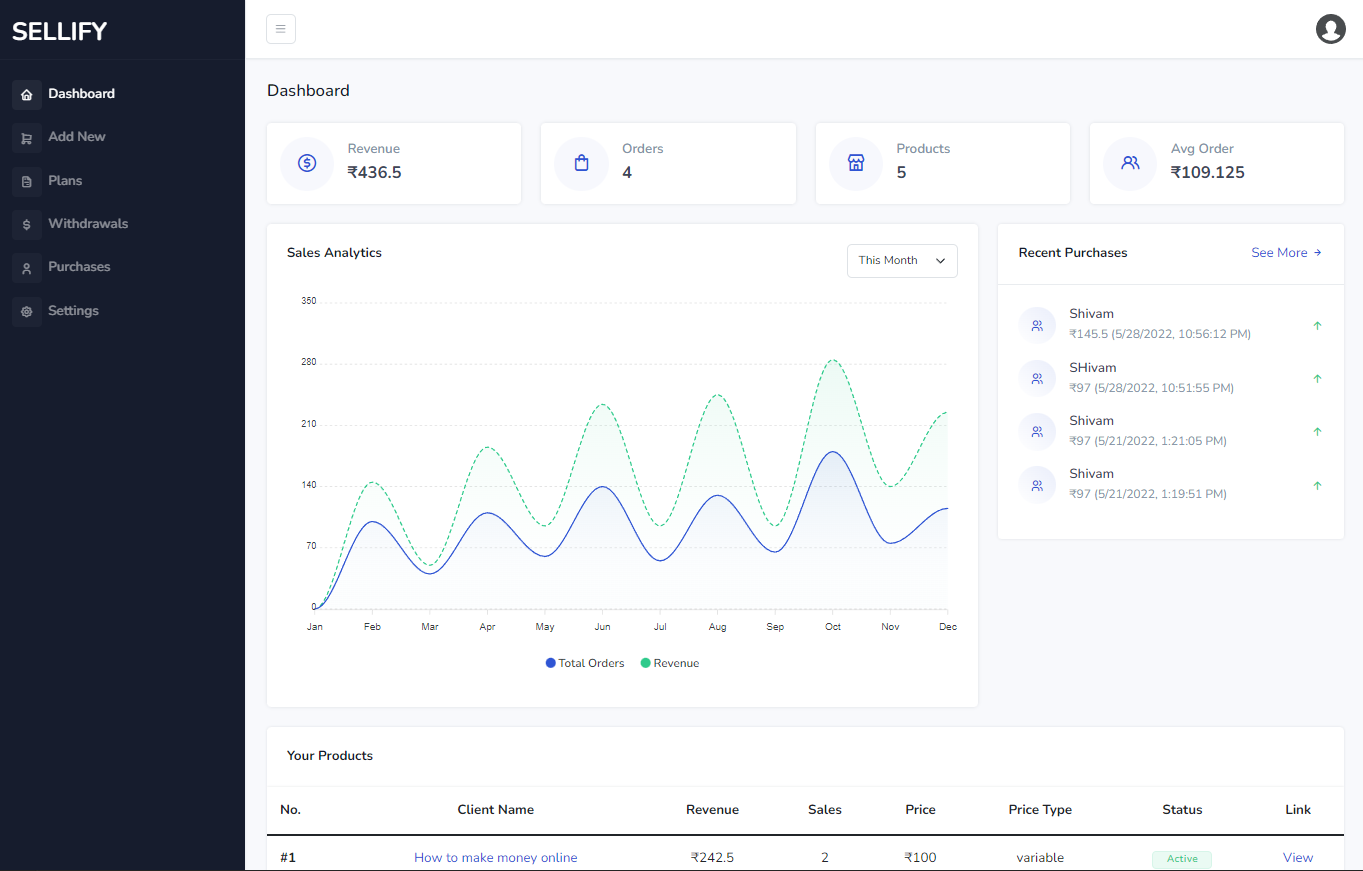 SELLIFY
Dashboard
Add New
Plans
Withdrawals
Purchases
Settings
Dashboard
Revenue
₹436.5
Orders
4
Products
5
Avg Order
₹109.125
Sales Analytics
This Month
350
280
210
140
70
0
Jan Feb Mar Apr May Jun Jul Aug Sep Oct Nov Dec
Total Orders Revenue
Recent Purchases See More
Shivam
₹145.5 (5/28/2022, 10:56:12 PM)
SHivam
₹97 (5/28/2022, 10:51:55 PM)
Shivam
₹97 (5/21/2022, 1:21:05 PM)
Shivam
₹97 (5/21/2022, 1:19:51 PM)
Your Products
No. Client Name Revenue Sales Price Price Type Status Link
#1 How to make money online ₹242.5 2 ₹100 variable Active View